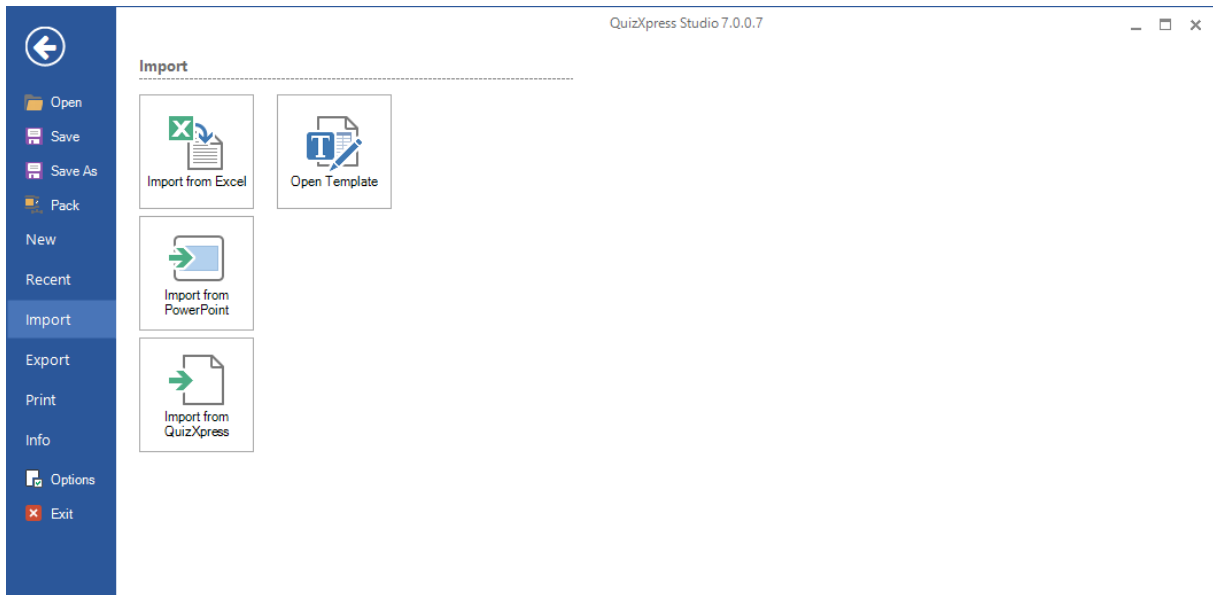 QuizXpress Studio 7.0.0.7
Import
Open
Save
Save As
Pack
New
Recent
Import
Export
Print
Info
Options
Exit
Import from Excel
Open Template
Import from
PowerPoint
Import from
QuizXpress